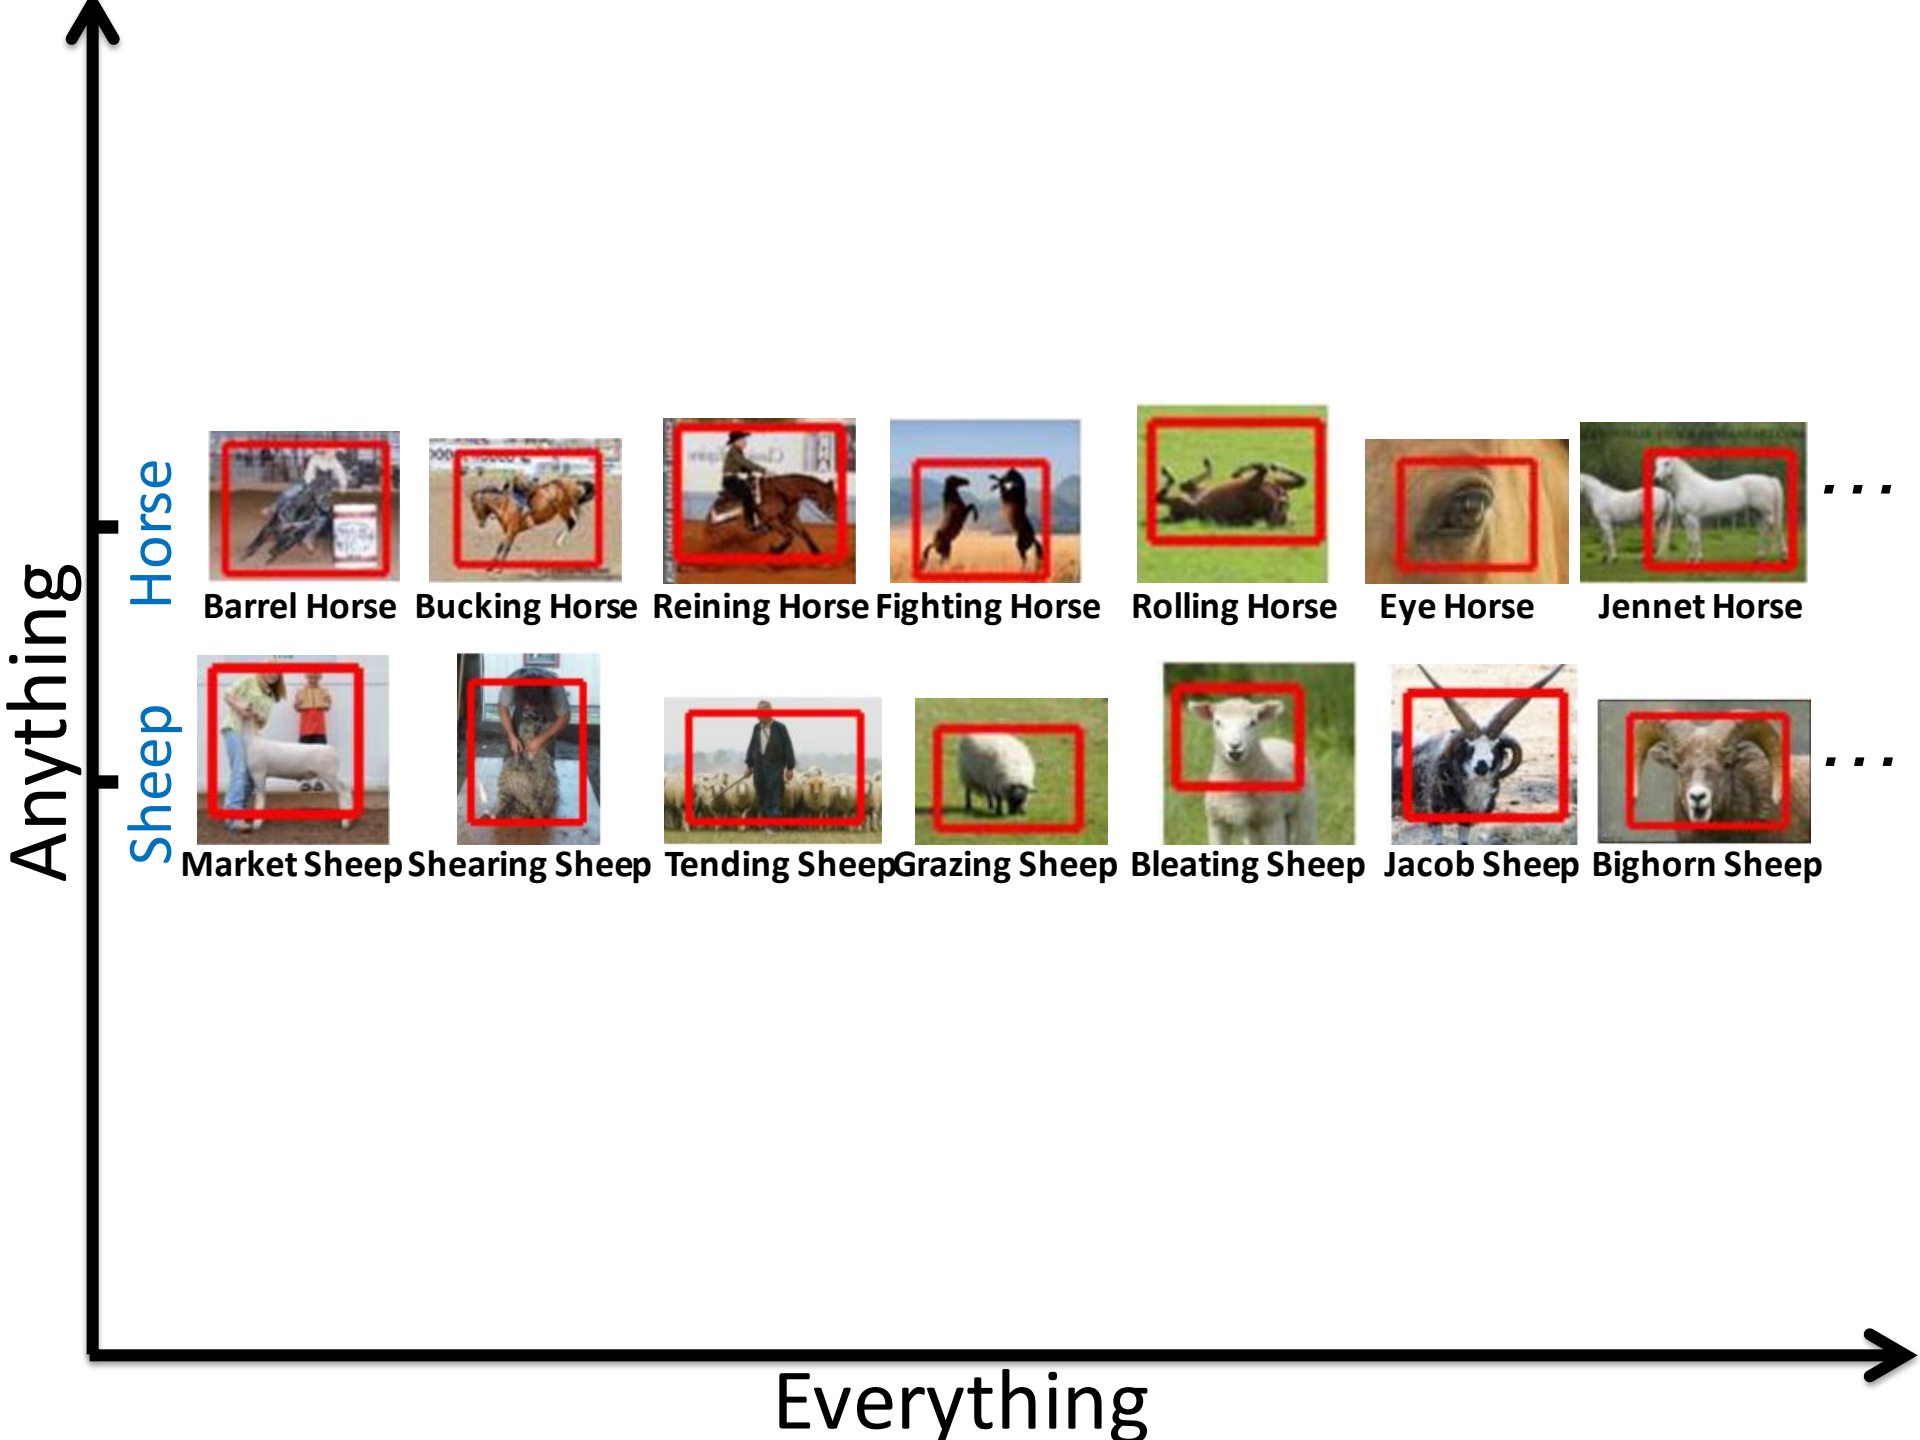 Anything
Horse
Barrel Horse Bucking Horse Reining Horse Fighting Horse Rolling Horse Eye Horse Jennet Horse
...
Sheep
Market Sheep Shearing Sheep Tending Sheep Grazing Sheep Bleating Sheep Jacob Sheep Bighorn Sheep
...
Everything